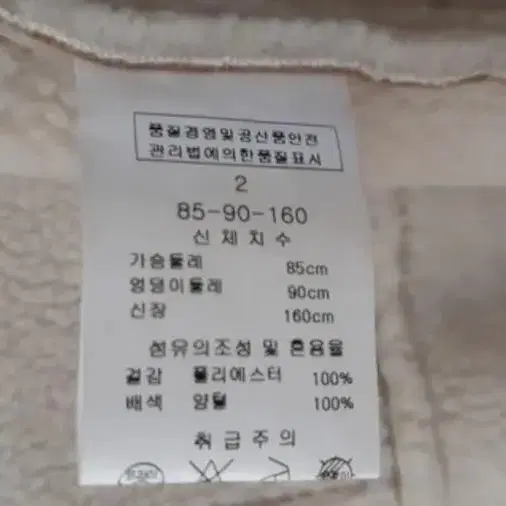 품질경영및공산품안전
관리법에의한품질표시
2
85-90-160
신체치수
가슴둘레 85cm
엉덩이둘레 90cm
신장 160cm
섬유의조성 및 혼용율
겉감 폴리에스터 100%
배색 양털 100%
취급주의